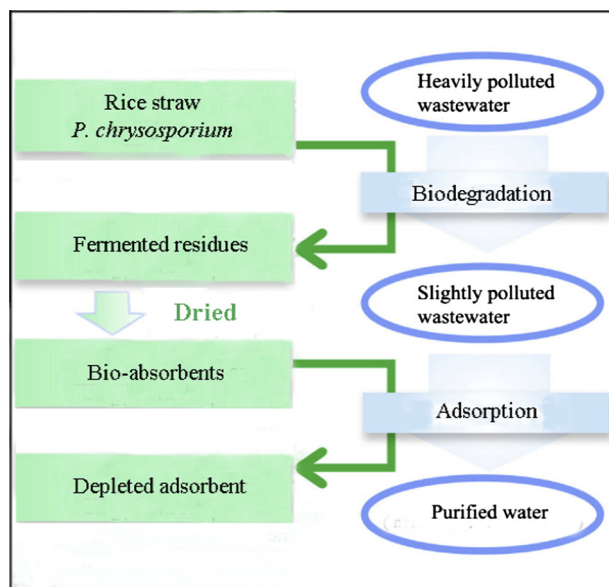 Rice straw
P. chrysosporium
Fermented residues
Dried
Bio-absorbents
Depleted adsorbent
Heavily polluted
wastewater
Biodegradation
Slightly polluted
wastewater
Adsorption
Purified water